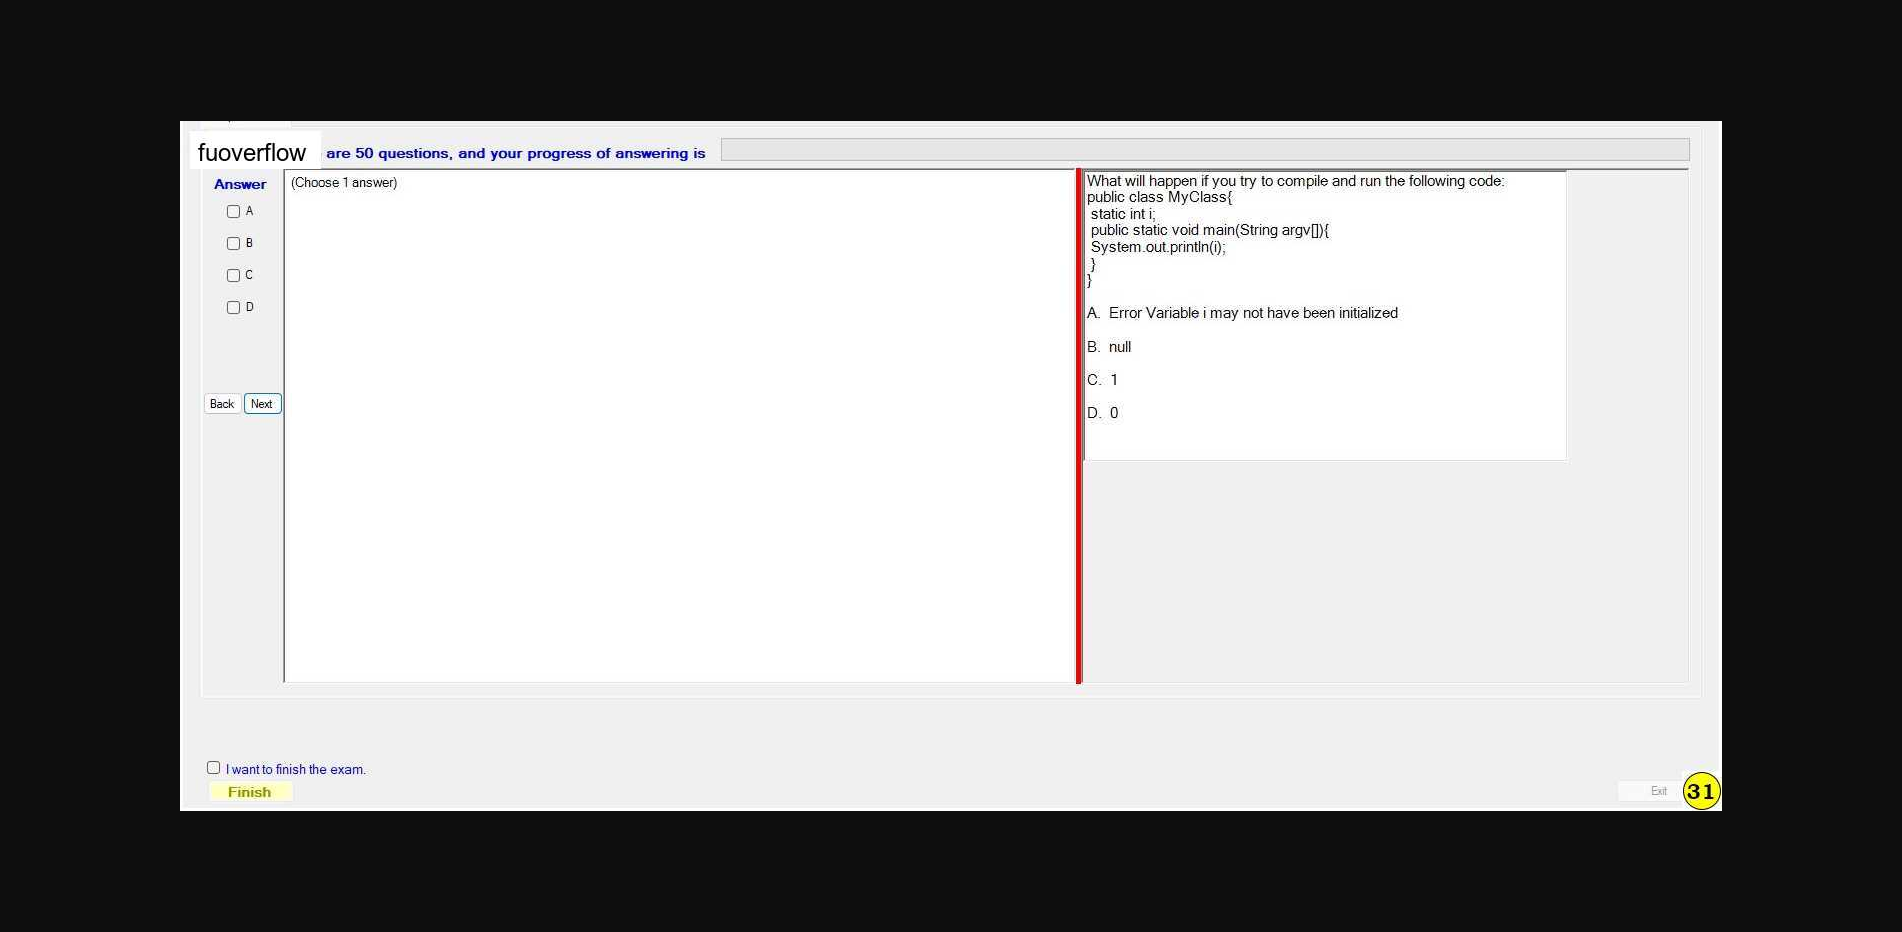 fuoverflow are 50 questions, and your progress of answering is
Answer
A
B
C
D
Back Next
(Choose 1 answer)
What will happen if you try to compile and run the following code:
public class MyClass{
static int i;
public static void main(String argv[]){
System.out.println(i);
}
}
A. Error Variable i may not have been initialized
B. null
C. 1
D. 0
I want to finish the exam.
Finish
Exit
31